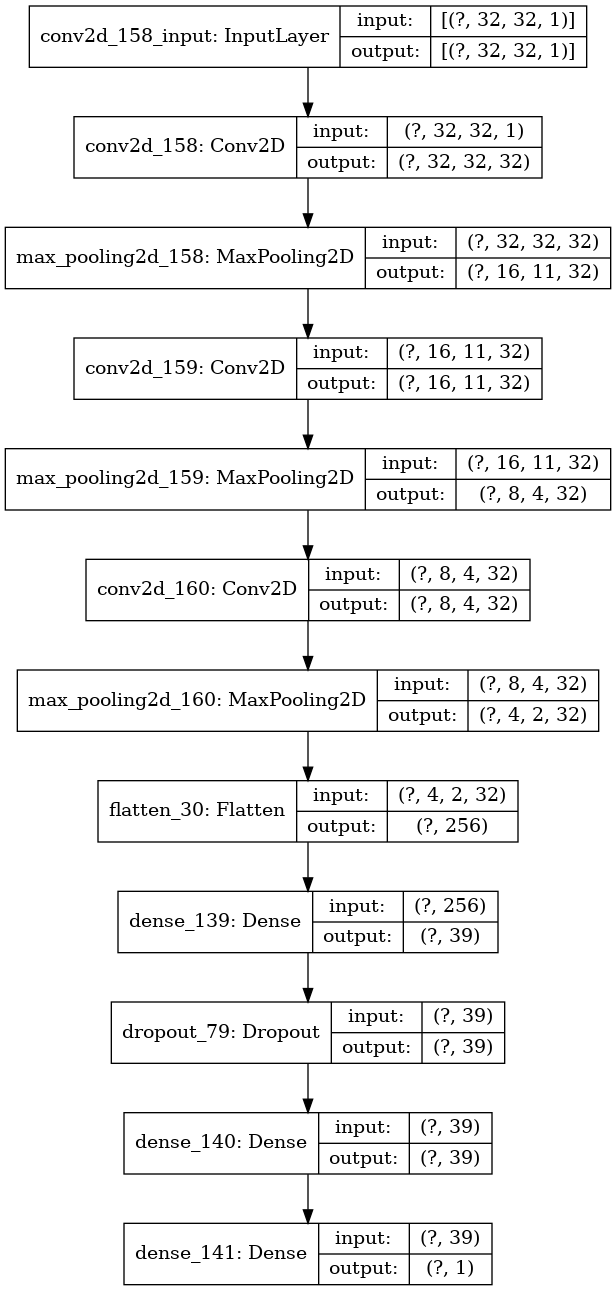 conv2d_158_input: InputLayer
input: [(?, 32, 32, 1)]
output: [(?, 32, 32, 1)]
conv2d_158: Conv2D
input: (?, 32, 32, 1)
output: (?, 32, 32, 32)
max_pooling2d_158: MaxPooling2D
input: (?, 32, 32, 32)
output: (?, 16, 11, 32)
conv2d_159: Conv2D
input: (?, 16, 11, 32)
output: (?, 16, 11, 32)
max_pooling2d_159: MaxPooling2D
input: (?, 16, 11, 32)
output: (?, 8, 4, 32)
conv2d_160: Conv2D
input: (?, 8, 4, 32)
output: (?, 8, 4, 32)
max_pooling2d_160: MaxPooling2D
input: (?, 8, 4, 32)
output: (?, 4, 2, 32)
flatten_30: Flatten
input: (?, 4, 2, 32)
output: (?, 256)
dense_139: Dense
input: (?, 256)
output: (?, 39)
dropout_79: Dropout
input: (?, 39)
output: (?, 39)
dense_140: Dense
input: (?, 39)
output: (?, 39)
dense_141: Dense
input: (?, 39)
output: (?, 1)